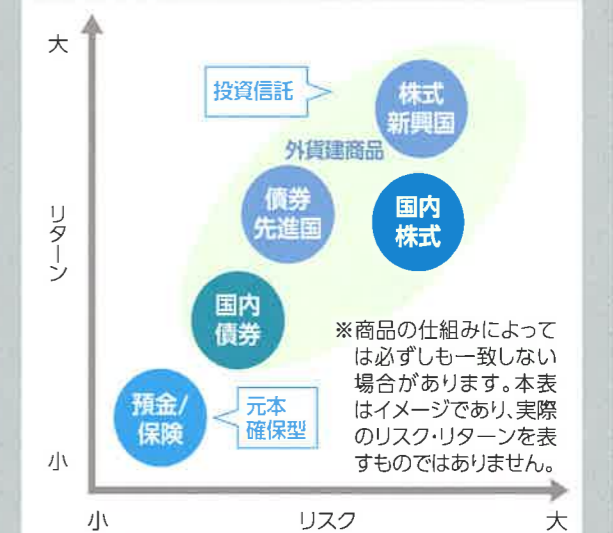 大
投資信託
株式
新興国
外貨建商品
債券
先進国
国内
株式
リターン
国内
債券
※商品の仕組みによって
は必ずしも一致しない
場合があります。本表
はイメージであり、実際
のリスク・リターンを表
すものではありません。
預金/
保険
元本
確保型
小
小
リスク
大